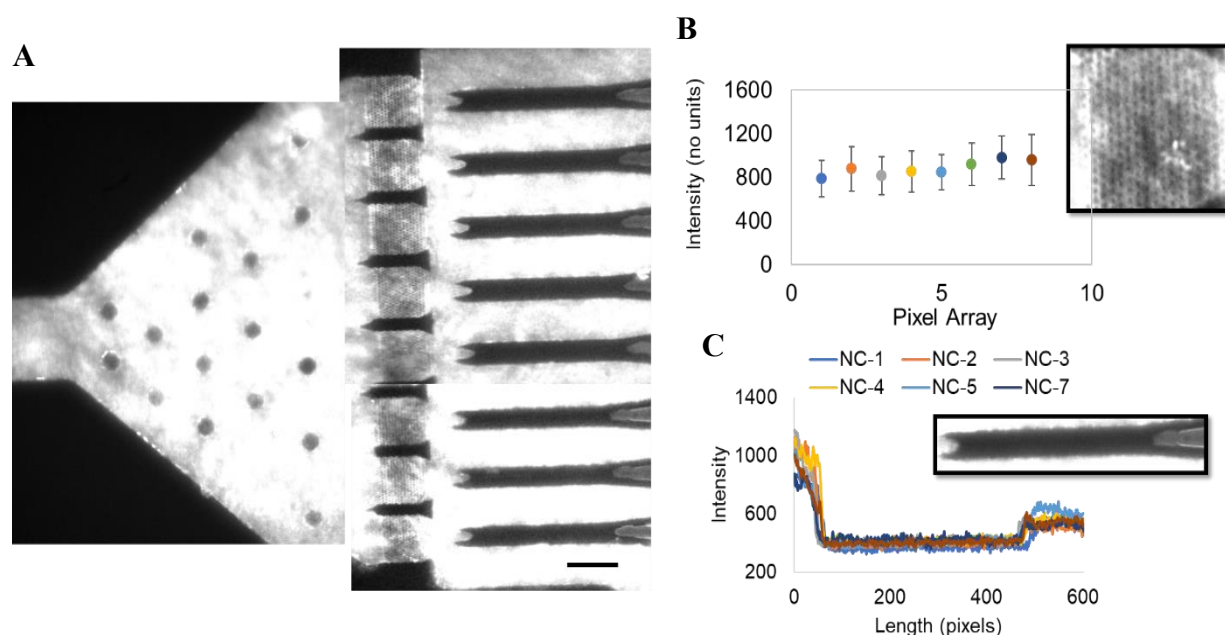 A
B
Intensity (no units)
1600
1200
800
400
0
0 5 10
Pixel Array
C
NC-1 NC-2 NC-3
NC-4 NC-5 NC-7
Intensity
1400
1000
600
200
0 200 400 600
Length (pixels)